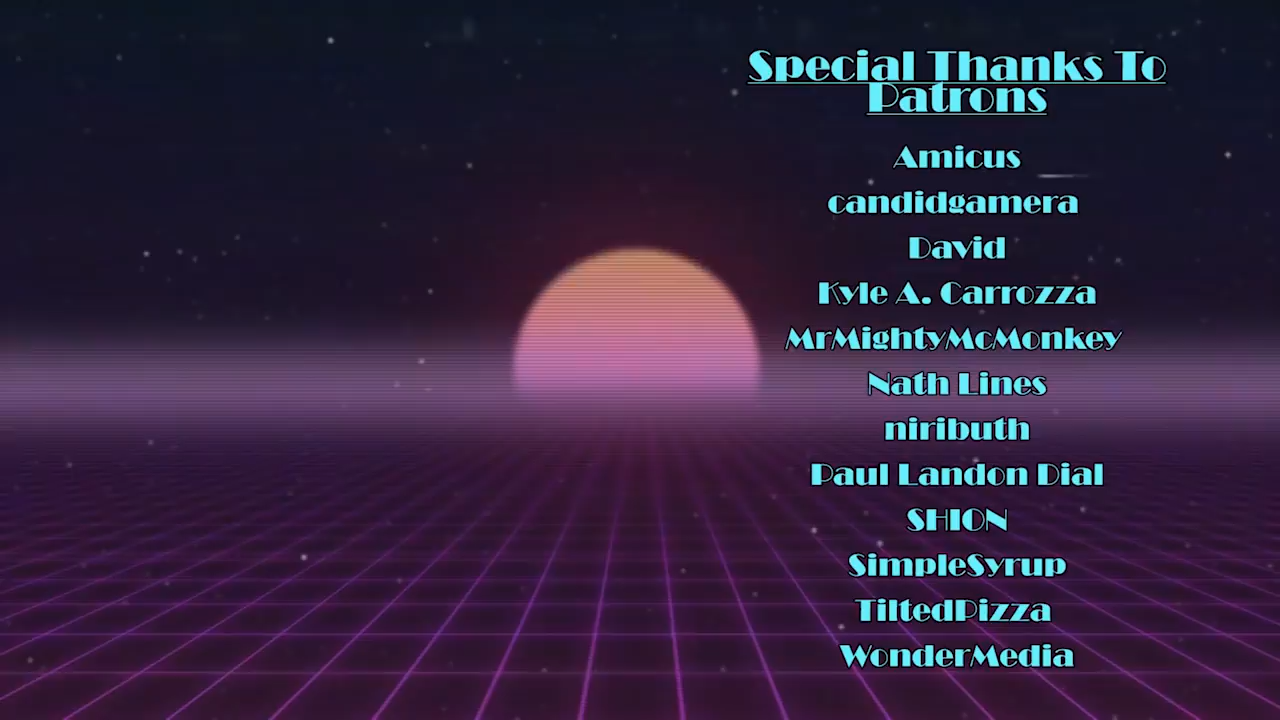 Special Thanks To
Patrons
Amicus
candidgamera
David
Kyle A. Carrozza
MrMightyMcMonkey
Nath Lines
niributh
Paul Landon Dial
SHION
SimpleSyrup
TiltedPizza
WonderMedia